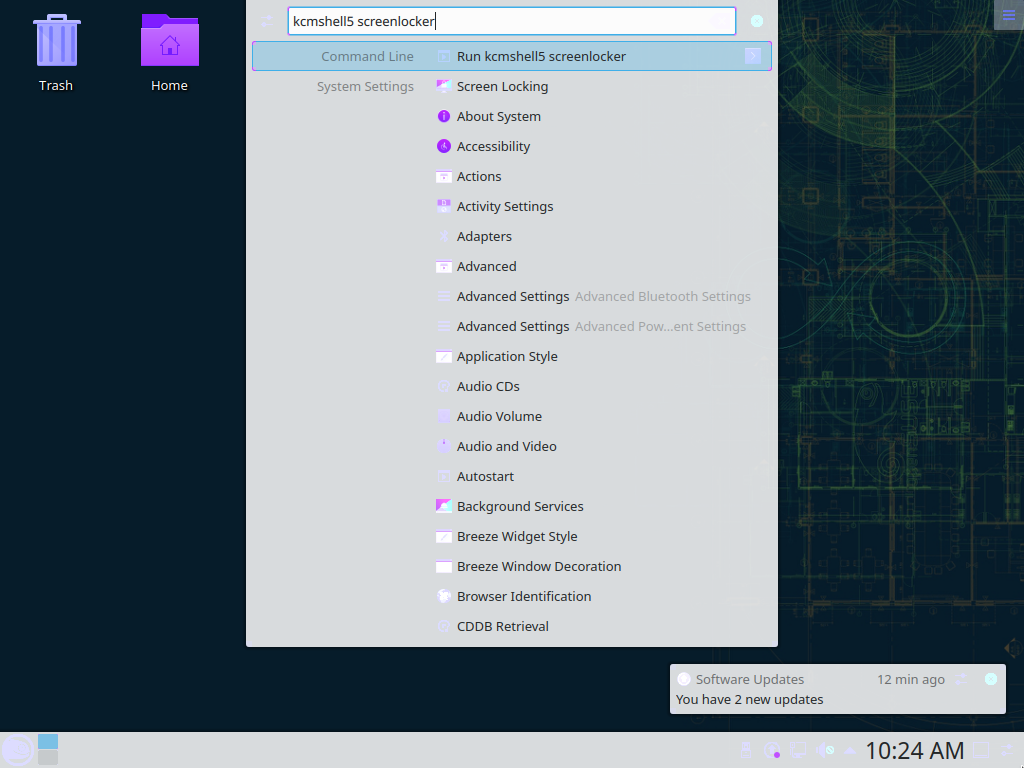 kcmshell5 screenlocker
Trash
Home
Command Line Run kcmshell5 screenlocker
System Settings Screen Locking
About System
Accessibility
Actions
Activity Settings
Adapters
Advanced
Advanced Settings Advanced Bluetooth Settings
Advanced Settings Advanced Pow...ent Settings
Application Style
Audio CDs
Audio Volume
Audio and Video
Autostart
Background Services
Breeze Widget Style
Breeze Window Decoration
Browser Identification
CDDB Retrieval
Software Updates 12 min ago
You have 2 new updates
10:24 AM